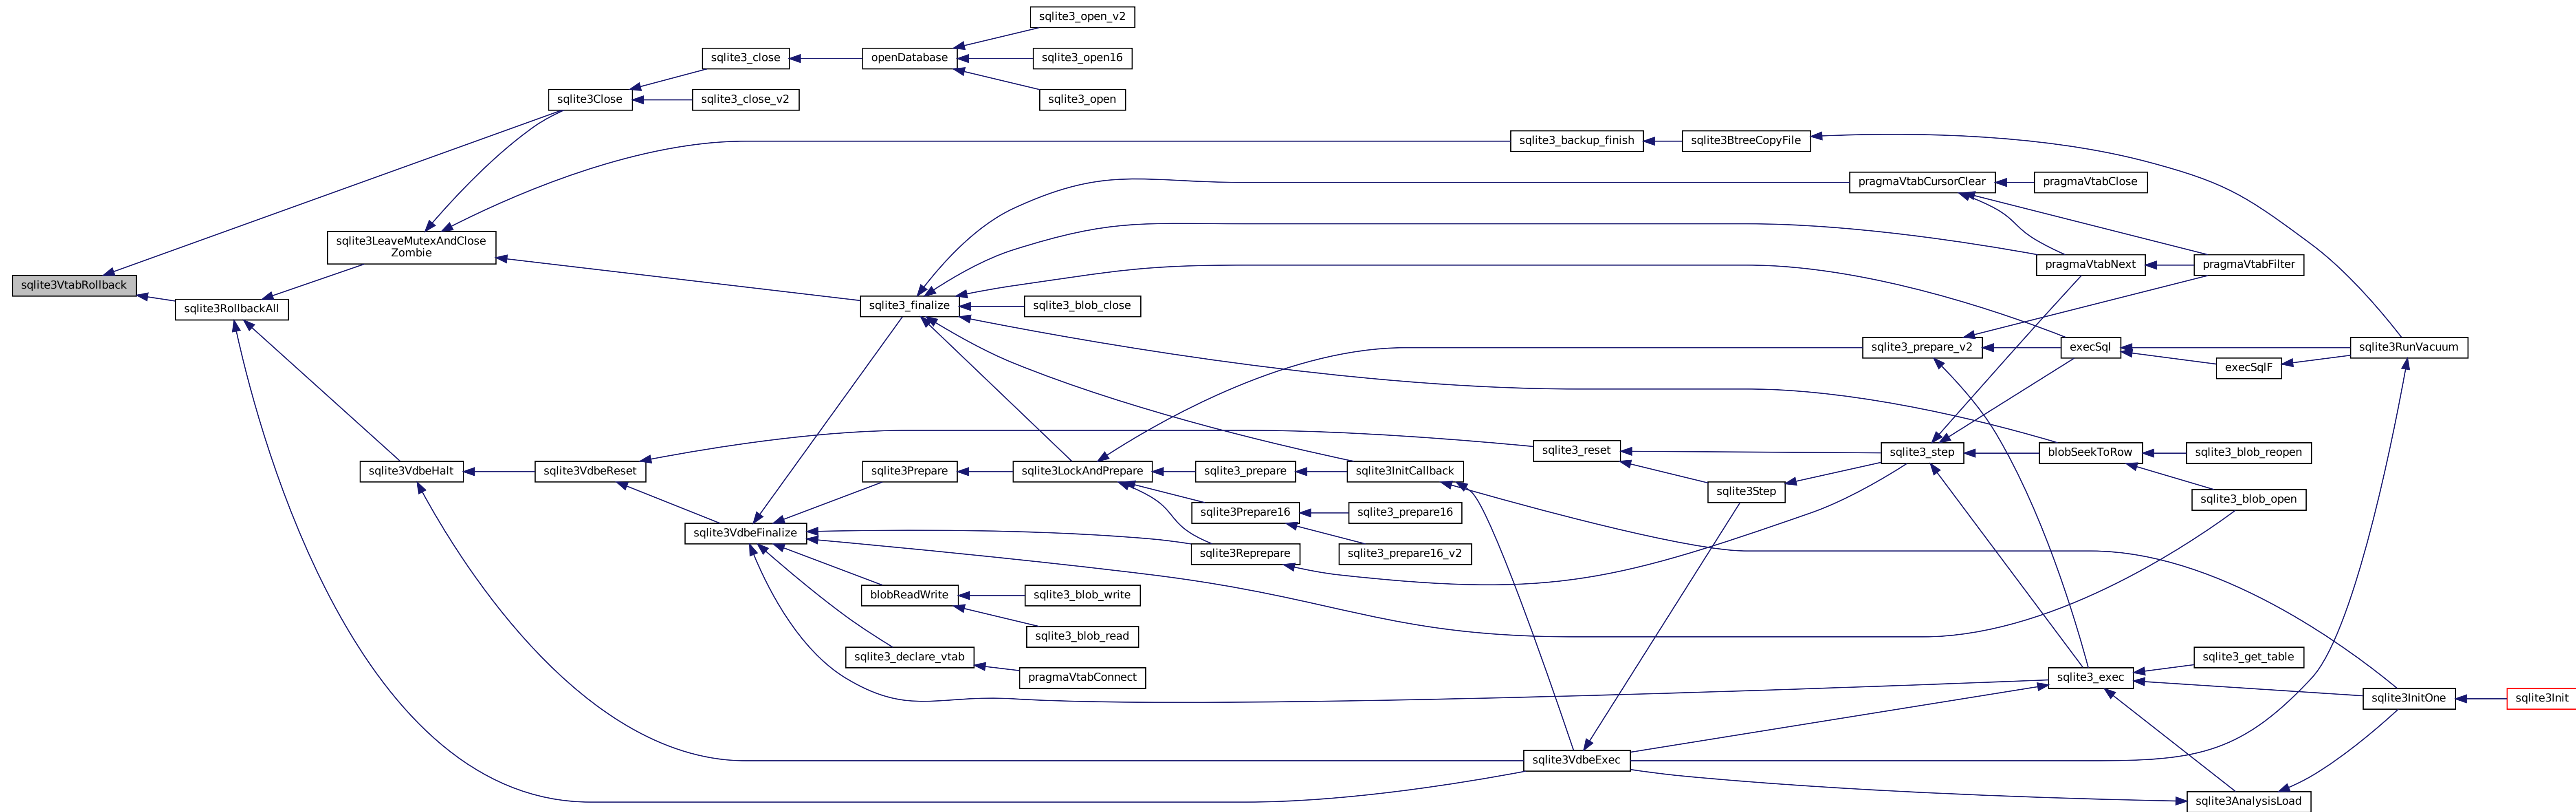 sqlite3_open_v2
sqlite3_close
openDatabase
sqlite3_open16
sqlite3Close
sqlite3_close_v2
sqlite3_open
sqlite3_backup_finish
sqlite3BtreeCopyFile
pragmaVtabCursorClear
pragmaVtabClose
sqlite3LeaveMutexAndClose
Zombie
pragmaVtabNext
pragmaVtabFilter
sqlite3VtabRollback
sqlite3RollbackAll
sqlite3_finalize
sqlite3_blob_close
sqlite3_prepare_v2
execSql
sqlite3RunVacuum
execSqlF
sqlite3_reset
sqlite3_step
blobSeekToRow
sqlite3_blob_reopen
sqlite3VdbeHalt
sqlite3VdbeReset
sqlite3Prepare
sqlite3LockAndPrepare
sqlite3_prepare
sqlite3InitCallback
sqlite3Step
sqlite3_blob_open
sqlite3Prepare16
sqlite3_prepare16
sqlite3VdbeFinalize
sqlite3Reprepare
sqlite3_prepare16_v2
blobReadWrite
sqlite3_blob_write
sqlite3_blob_read
sqlite3_declare_vtab
sqlite3_get_table
pragmaVtabConnect
sqlite3_exec
sqlite3InitOne
sqlite3Init
sqlite3VdbeExec
sqlite3AnalysisLoad